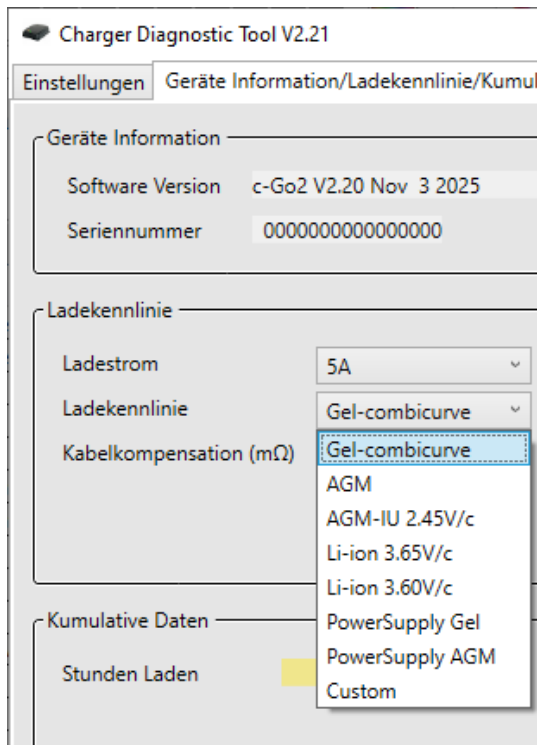 Charger Diagnostic Tool V2.21
Einstellungen Geräte Information/Ladekennlinie/Kumul
Geräte Information
Software Version c-Go2 V2.20 Nov 3 2025
Seriennummer 0000000000000000
Ladekennlinie
Ladestrom 5A
Ladekennlinie Gel-combicurve
Kabelkompensation (mΩ)
Gel-combicurve
AGM
AGM-IU 2.45V/c
Li-ion 3.65V/c
Li-ion 3.60V/c
PowerSupply Gel
PowerSupply AGM
Custom
Kumulative Daten
Stunden Laden